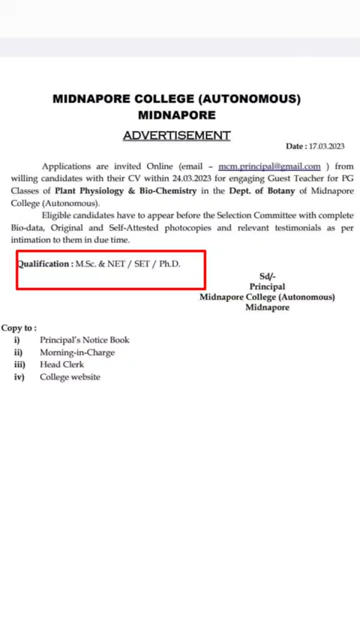 MIDNAPORE COLLEGE (AUTONOMOUS)
MIDNAPORE
ADVERTISEMENT
Date : 17.03.2023
Applications are invited Online (email – mcm.principal@gmail.com ) from
willing candidates with their CV within 24.03.2023 for engaging Guest Teacher for PG
Classes of Plant Physiology & Bio-Chemistry in the Dept. of Botany of Midnapore
College (Autonomous).
Eligible candidates have to appear before the Selection Committee with complete
Bio-data, Original and Self-Attested photocopies and relevant testimonials as per
intimation to them in due time.
Qualification : M.Sc. & NET / SET / Ph.D.
Sd/-
Principal
Midnapore College (Autonomous)
Midnapore
Copy to :
i) Principal's Notice Book
ii) Morning-in-Charge
iii) Head Clerk
iv) College website